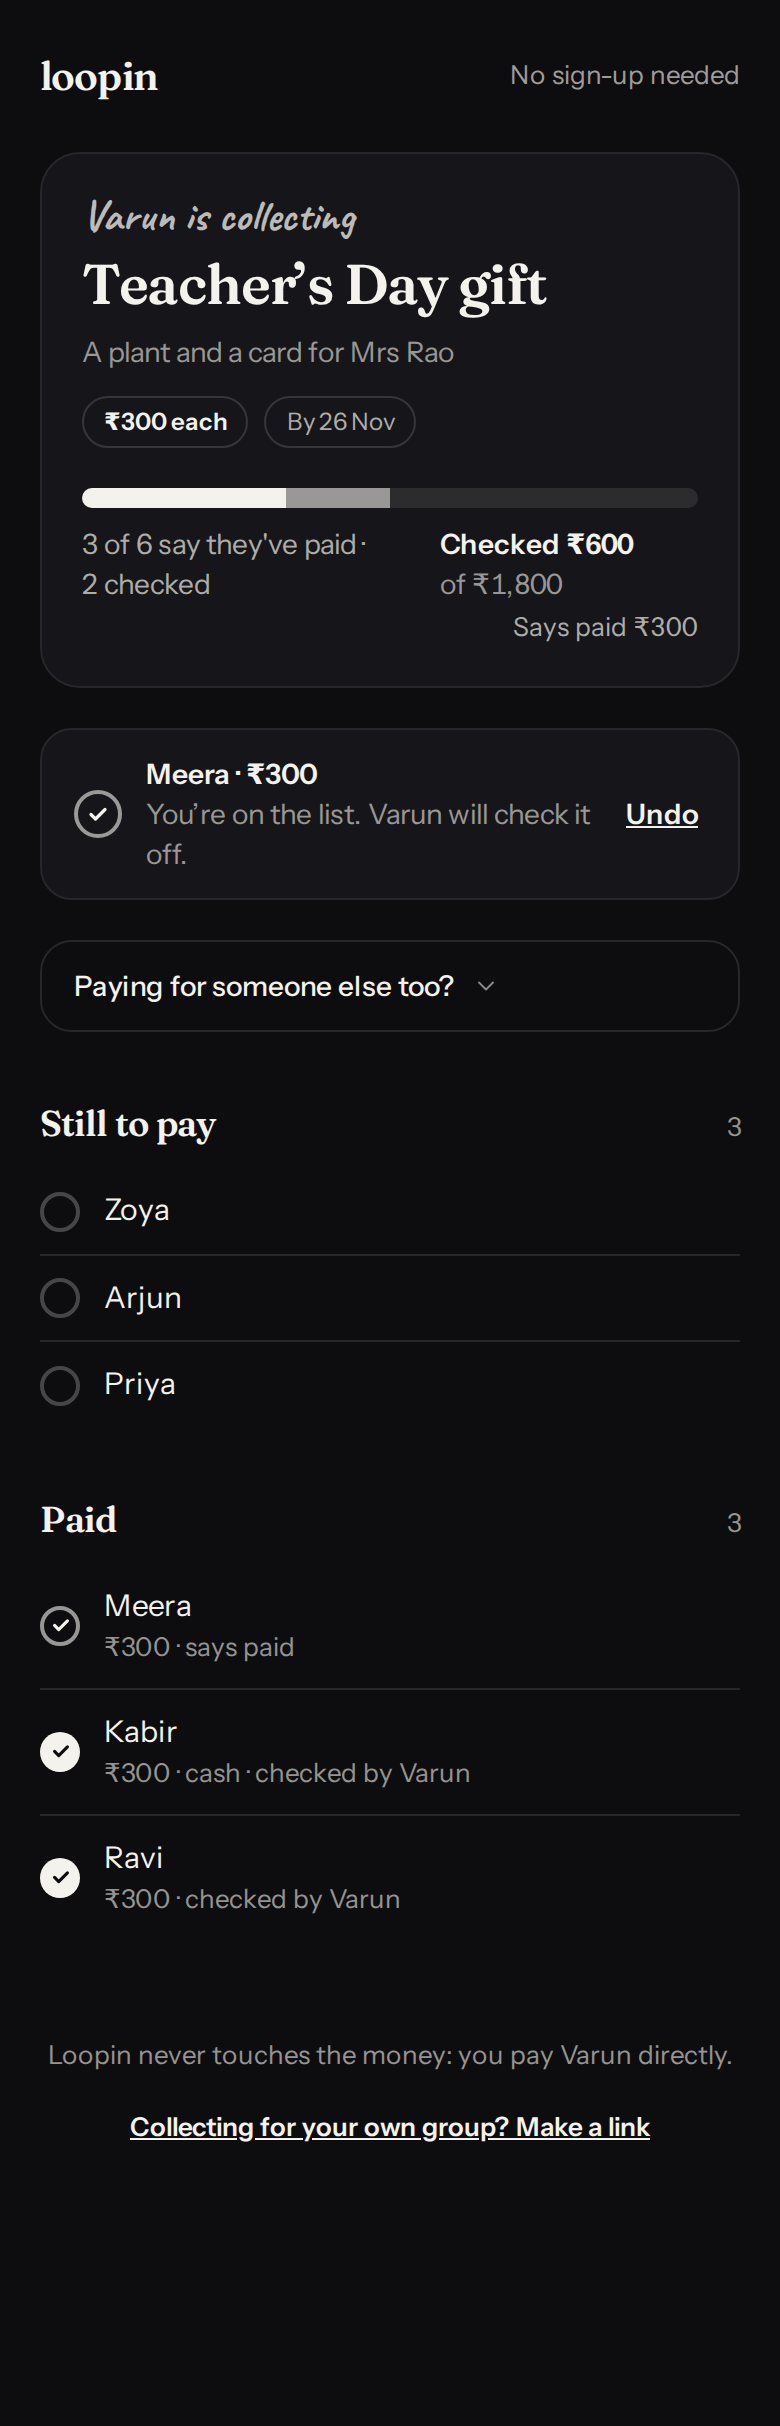 loopin
No sign-up needed
Varun is collecting
Teacher’s Day gift
A plant and a card for Mrs Rao
₹300 each
By 26 Nov
3 of 6 say they've paid ·
2 checked
Checked ₹600
of ₹1,800
Says paid ₹300
Meera · ₹300
You’re on the list. Varun will check it
off.
Undo
Paying for someone else too?
Still to pay
3
Zoya
Arjun
Priya
Paid
3
Meera
₹300 · says paid
Kabir
₹300 · cash · checked by Varun
Ravi
₹300 · checked by Varun
Loopin never touches the money: you pay Varun directly.
Collecting for your own group? Make a link